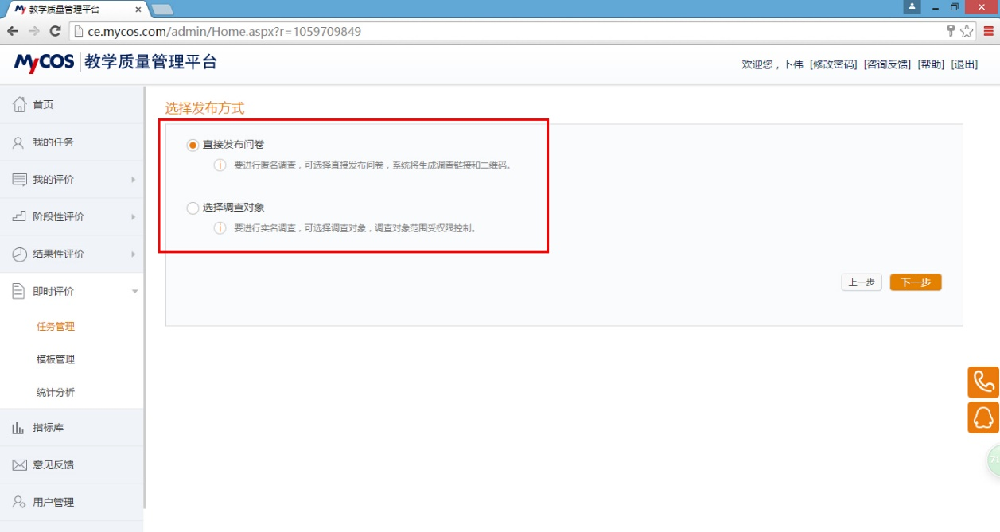 教学质量管理平台
ce.mycos.com/admin/Home.aspx?r=1059709849
MyCOS 教学质量管理平台
欢迎您，卜伟 [修改密码] [咨询反馈] [帮助] [退出]
首页
我的任务
我的评价
阶段性评价
结果性评价
即时评价
任务管理
模板管理
统计分析
指标库
意见反馈
用户管理
选择发布方式
直接发布问卷
要进行匿名调查，可选择直接发布问卷，系统将生成调查链接和二维码。
选择调查对象
要进行实名调查，可选择调查对象，调查对象范围受权限控制。
上一步 下一步
71